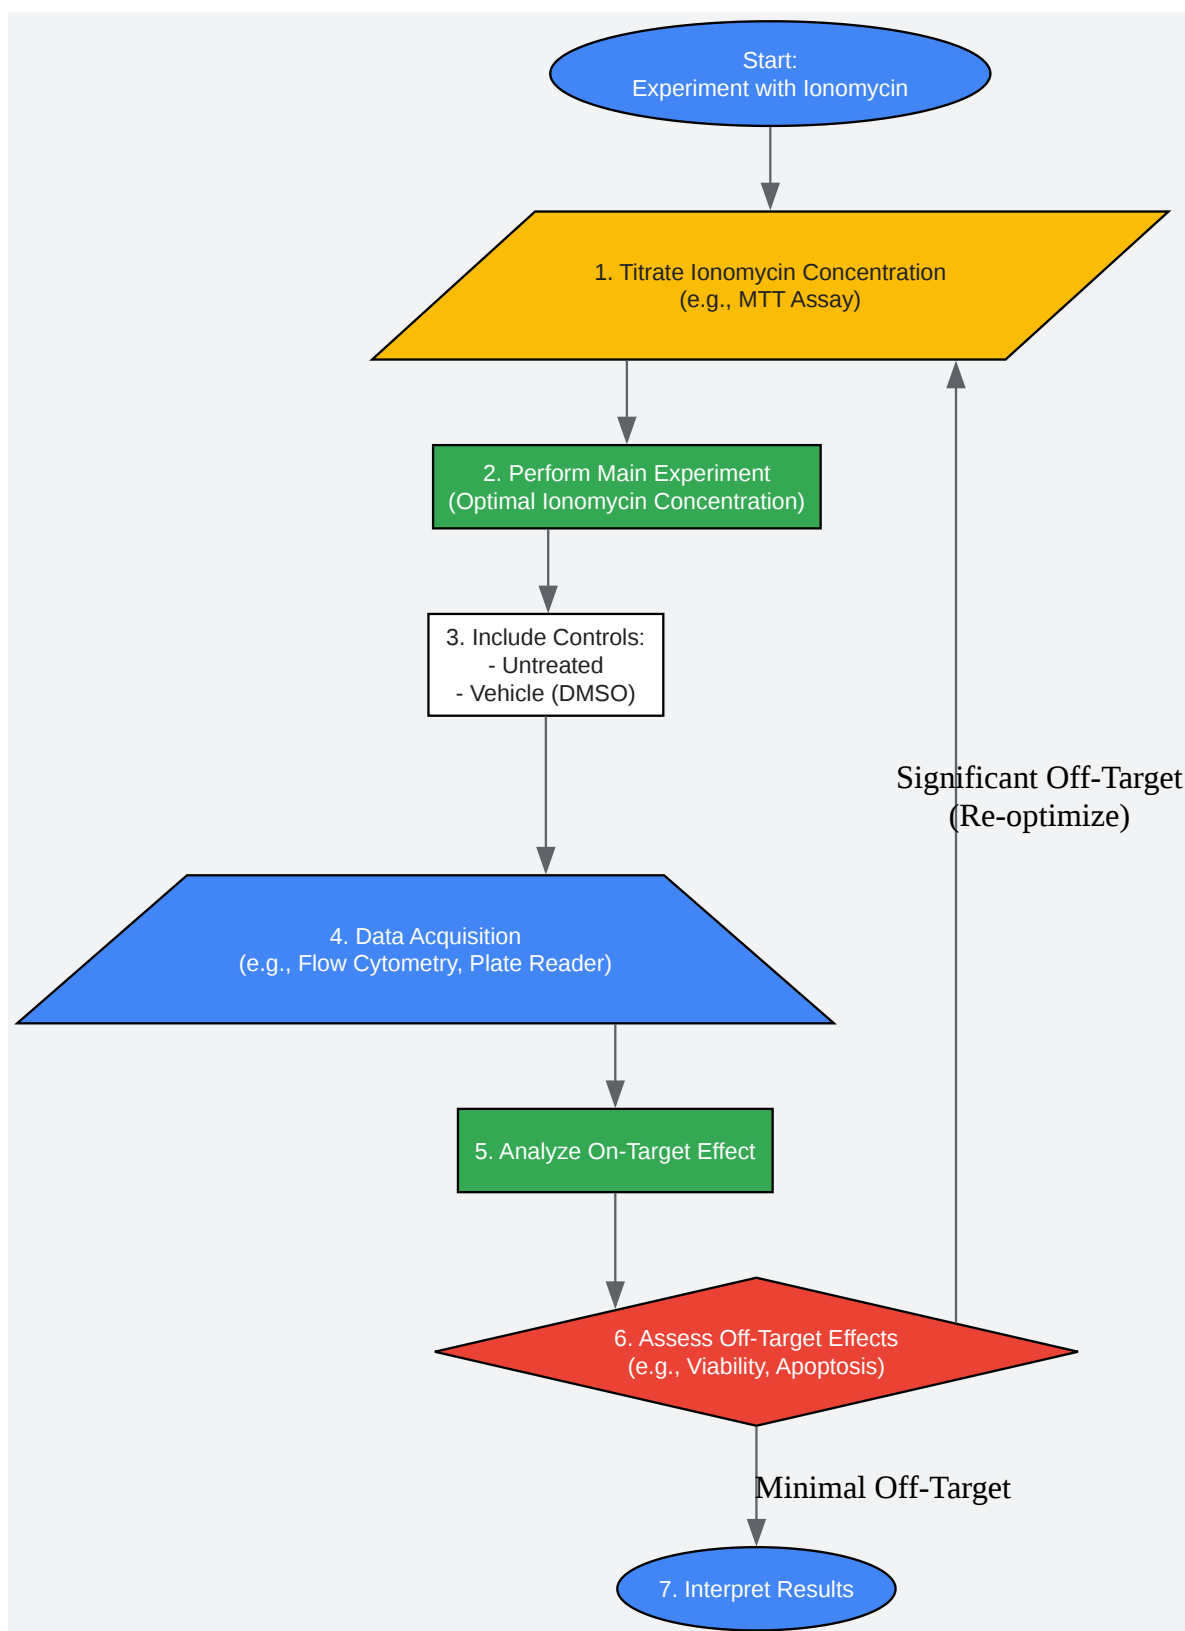 Start:
Experiment with Ionomycin
1. Titrate Ionomycin Concentration
(e.g., MTT Assay)
2. Perform Main Experiment
(Optimal Ionomycin Concentration)
3. Include Controls:
- Untreated
- Vehicle (DMSO)
Significant Off-Target
(Re-optimize)
4. Data Acquisition
(e.g., Flow Cytometry, Plate Reader)
5. Analyze On-Target Effect
6. Assess Off-Target Effects
(e.g., Viability, Apoptosis)
Minimal Off-Target
7. Interpret Results